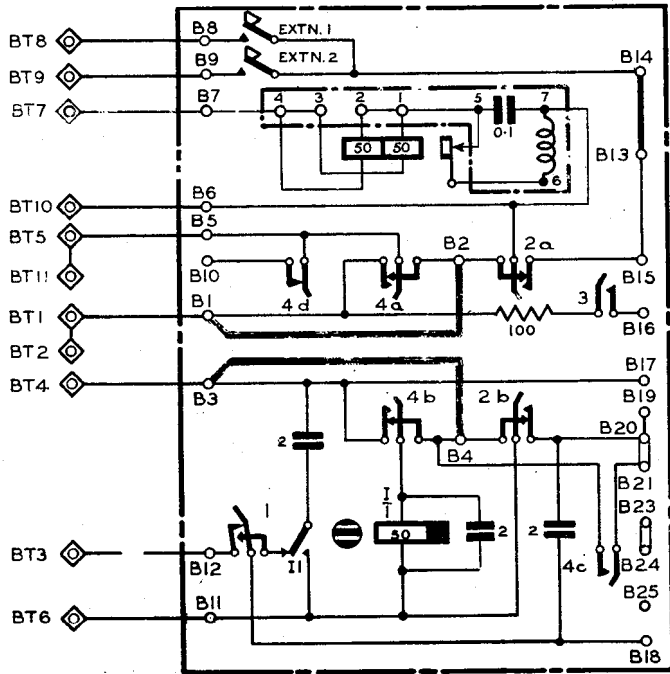 BT8 B8 EXTN. 1
BT9 B9 EXTN. 2 B14
BT7 B7 4 3 2 1 5 7
0·1
50 50
B13
6
BT10 B6
BT5 B5
B2 2a
BT11 B10 B15
4d 4a 3
BT1 B1
100 B16
BT2
BT4 B3 B17
4b 2b B19
B20
2 B4
B21
1 I
1 B23
50 2 2
BT3 B12 I1 4c B24
B25
BT6 B11
B18